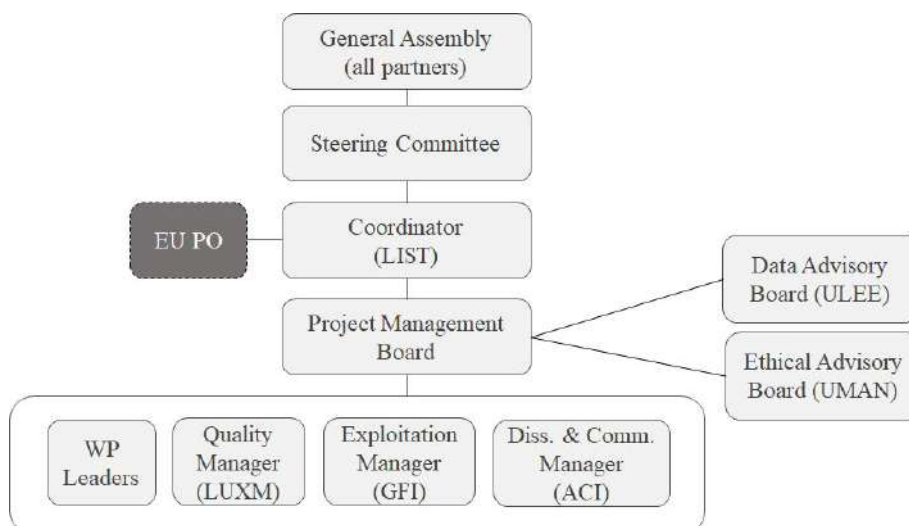 General Assembly
(all partners)
Steering Committee
EU PO
Coordinator
(LIST)
Data Advisory
Board (ULEE)
Project Management
Board
Ethical Advisory
Board (UMAN)
WP
Leaders
Quality
Manager
(LUXM)
Exploitation
Manager
(GFI)
Diss. & Comm.
Manager
(ACI)